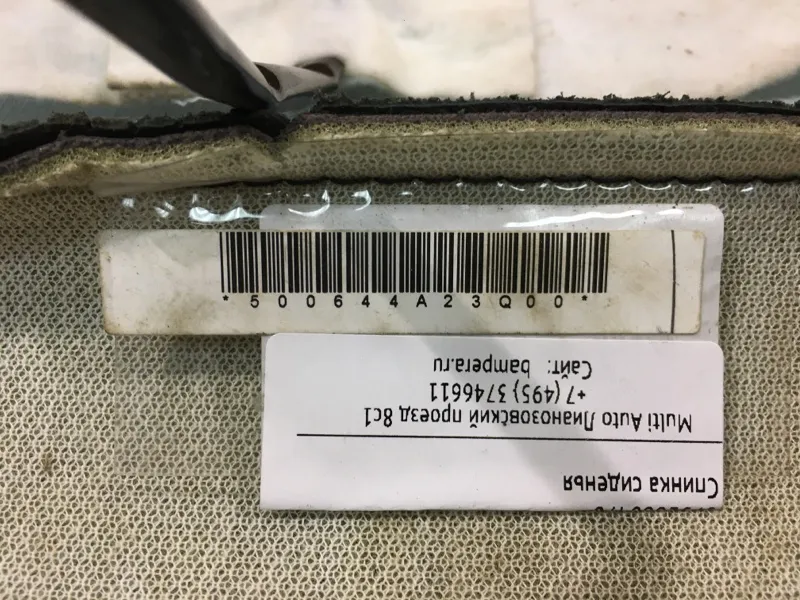 *500644A23Q00*
Спинка сиденья
Multi Auto Лианозовский проезд 8с1
+7 (495) 3746611
Сайт: bampera.ru